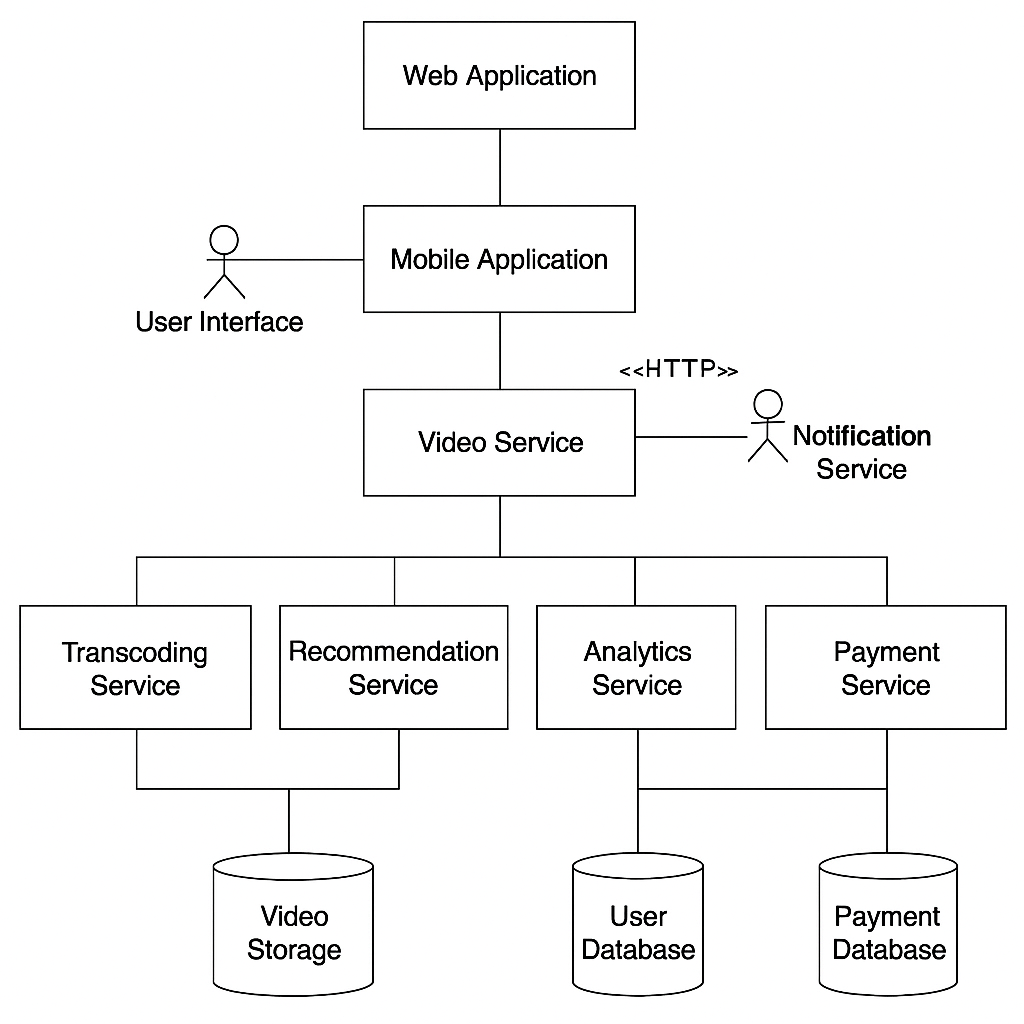 Web Application
Mobile Application
User Interface
<<HTTP>>
Video Service
Notification
Service
Transcoding
Service
Recommendation
Service
Analytics
Service
Payment
Service
Video
Storage
User
Database
Payment
Database